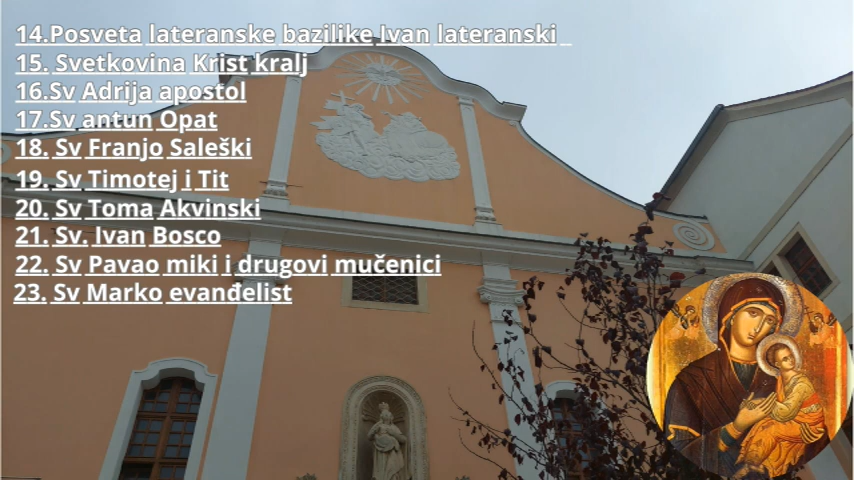 14.Posveta lateranske bazilike Ivan lateranski
15. Svetkovina Krist kralj
16.Sv Adrija apostol
17.Sv antun Opat
18. Sv Franjo Saleški
19. Sv Timotej i Tit
20. Sv Toma Akvinski
21. Sv. Ivan Bosco
22. Sv Pavao miki i drugovi mučenici
23. Sv Marko evanđelist